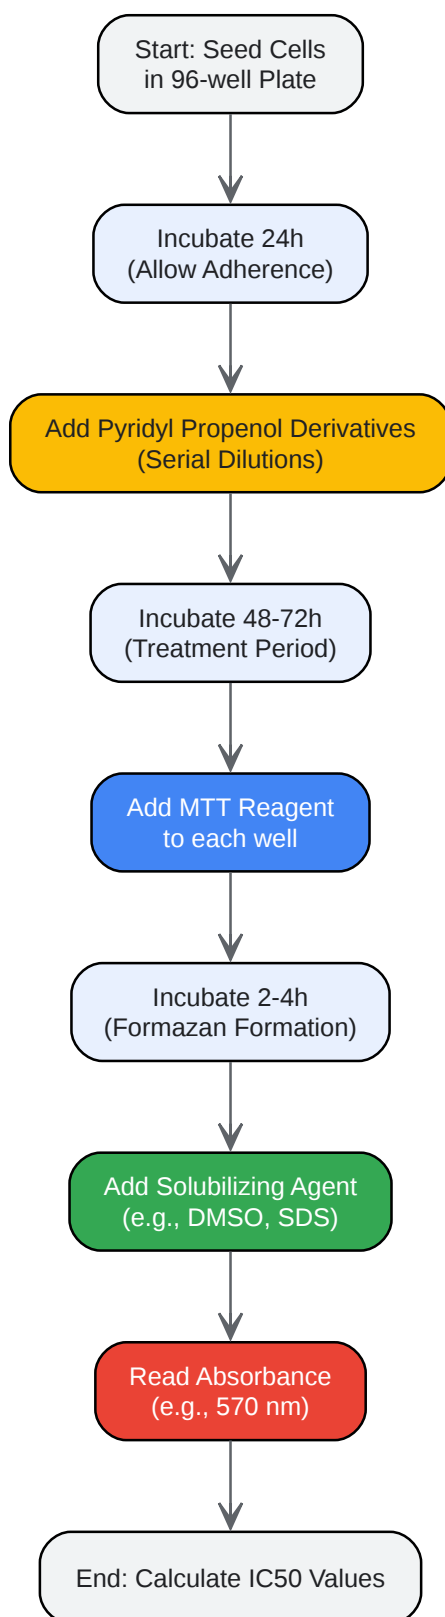 Start: Seed Cells
in 96-well Plate
Incubate 24h
(Allow Adherence)
Add Pyridyl Propenol Derivatives
(Serial Dilutions)
Incubate 48-72h
(Treatment Period)
Add MTT Reagent
to each well
Incubate 2-4h
(Formazan Formation)
Add Solubilizing Agent
(e.g., DMSO, SDS)
Read Absorbance
(e.g., 570 nm)
End: Calculate IC50 Values